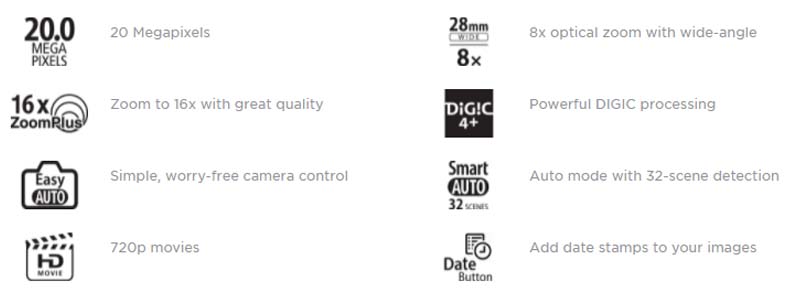 20.0
MEGA
PIXELS
20 Megapixels
28mm
WIDE
8x
8x optical zoom with wide-angle
16x
ZoomPlus
Zoom to 16x with great quality
DiG!C
4+
Powerful DIGIC processing
Easy
AUTO
Simple, worry-free camera control
Smart
AUTO
32 SCENES
Auto mode with 32-scene detection
HD
MOVIE
720p movies
Date
Button
Add date stamps to your images